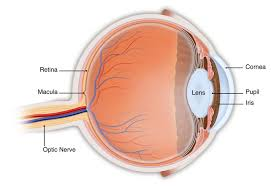 Cornea
Retina
Macula
Lens
Pupil
Iris
Optic Nerve